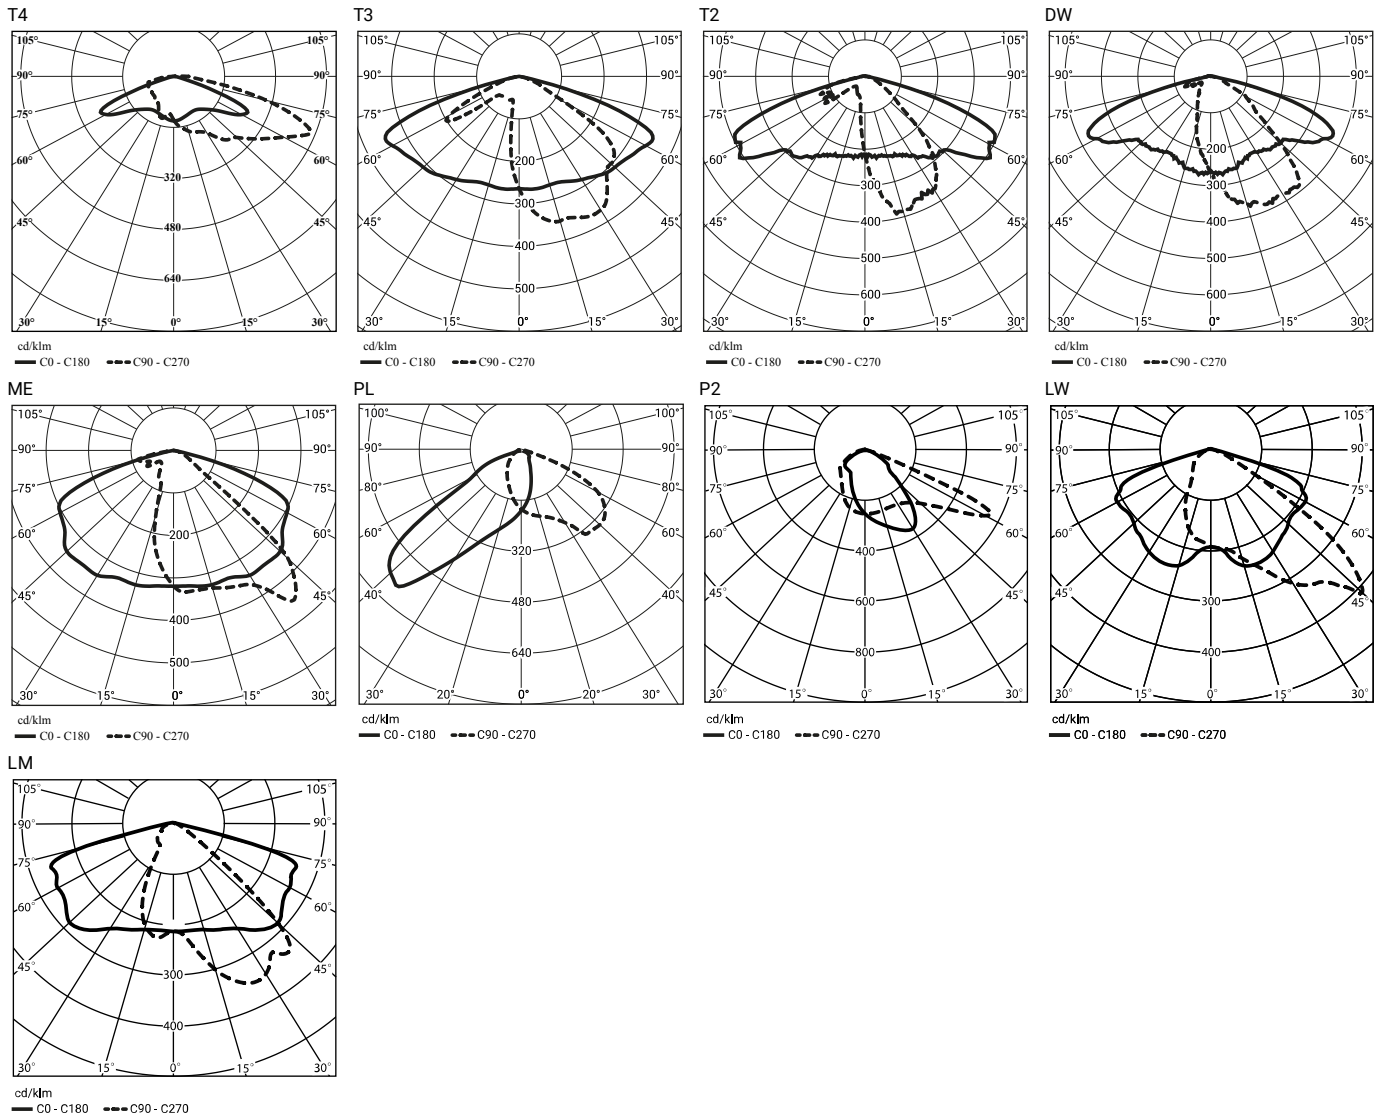 T4 T3 T2 DW
105° 105° 105° 105° 105° 105° 105° 105°
90° 90° 90° 90° 90° 90° 90° 90°
75° 75° 75° 75° 75° 75° 75° 75°
60° 320 60° 60° 200 60° 60° 300 60° 60° 200 60°
300 300
45° 480 45° 45° 400 45° 45° 400 45° 45° 400 45°
640 500 500 500
600 600
30° 15° 0° 15° 30° 30° 15° 0° 15° 30° 30° 15° 0° 15° 30° 30° 15° 0° 15° 30°
cd/klm cd/klm cd/klm cd/klm
C0 - C180 C90 - C270 C0 - C180 C90 - C270 C0 - C180 C90 - C270 C0 - C180 C90 - C270
ME PL P2 LW
105° 105° 100° 100° 105° 105° 105° 105°
90° 90° 90° 90° 90° 90° 90° 90°
75° 75° 80° 80° 75° 75° 75° 75°
60° 200 60° 60° 320 60° 60° 400 60° 60° 60°
45° 400 45° 40° 480 40° 45° 600 45° 45° 300 45°
500 640 800 400
30° 15° 0° 15° 30° 30° 20° 0° 20° 30° 30° 15° 0° 15° 30° 30° 15° 0° 15° 30°
cd/klm cd/klm cd/klm cd/klm
C0 - C180 C90 - C270 C0 - C180 C90 - C270 C0 - C180 C90 - C270 C0 - C180 C90 - C270
LM
105° 105°
90° 90°
75° 75°
60° 60°
45° 300 45°
400
30° 15° 0° 15° 30°
cd/klm
C0 - C180 C90 - C270